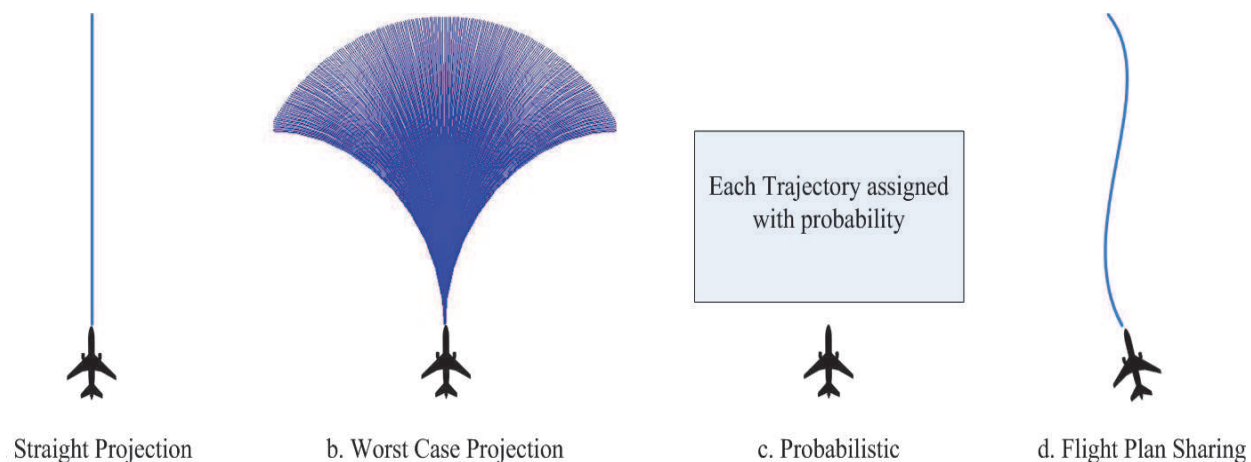 Each Trajectory assigned
with probability
Straight Projection
b. Worst Case Projection
c. Probabilistic
d. Flight Plan Sharing